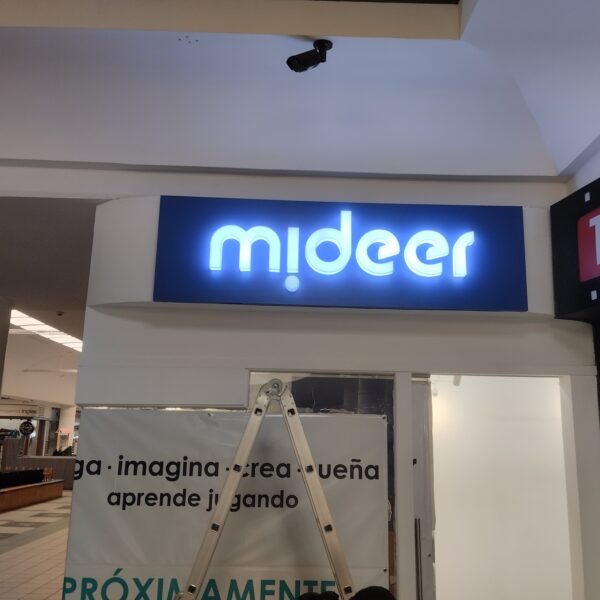 mideer
ga · imagina · crea · ueña
aprende jugando
PRÓXIMAMENTE